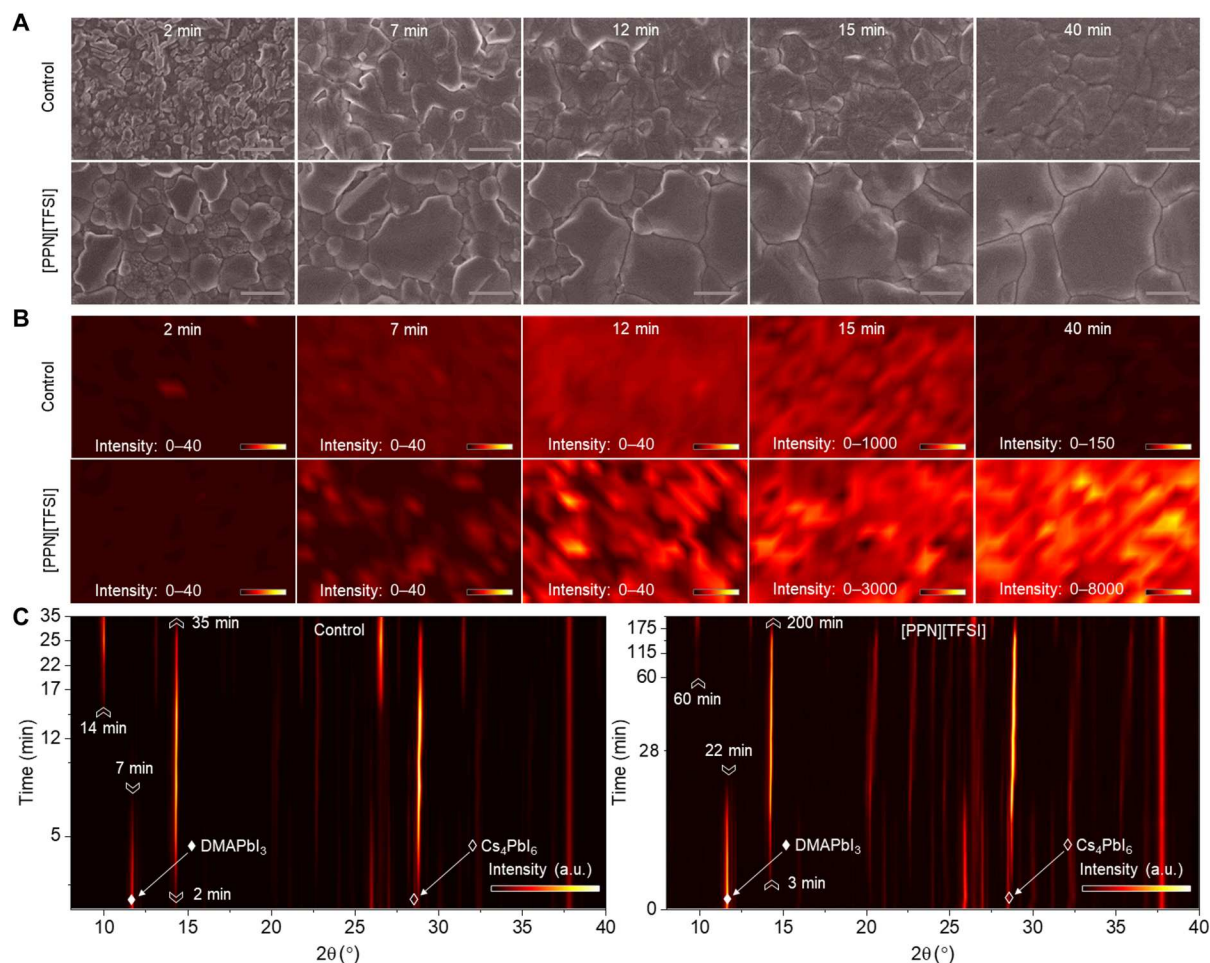 A
2 min
7 min
12 min
15 min
40 min
Control
[PPN][TFSI]
B
2 min
7 min
12 min
15 min
40 min
Control
Intensity: 0–40
Intensity: 0–40
Intensity: 0–40
Intensity: 0–1000
Intensity: 0–150
[PPN][TFSI]
Intensity: 0–40
Intensity: 0–40
Intensity: 0–40
Intensity: 0–3000
Intensity: 0–8000
C
Control
35 min
14 min
7 min
DMAPbI₃
2 min
Cs₄PbI₆
Intensity (a.u.)
Time (min)
35
25
22
17
12
5
10 15 20 25 30 35 40
2θ (°)
[PPN][TFSI]
200 min
60 min
22 min
DMAPbI₃
3 min
Cs₄PbI₆
Intensity (a.u.)
Time (min)
175
115
60
28
0
10 15 20 25 30 35 40
2θ (°)